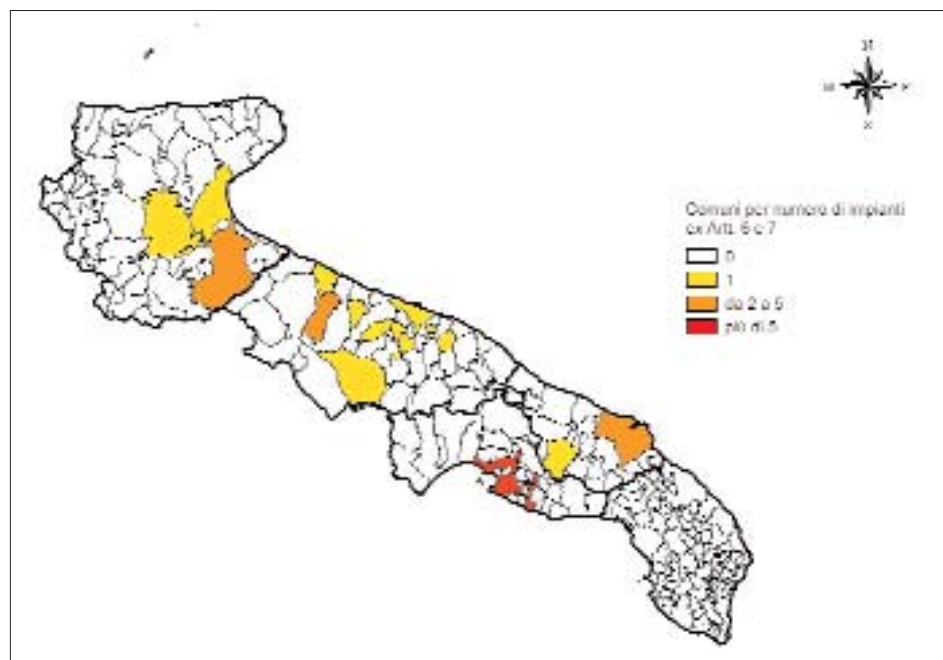 Comuni per numero di impianti
ex Artt. 6 e 7
0
1
da 2 a 5
più di 5